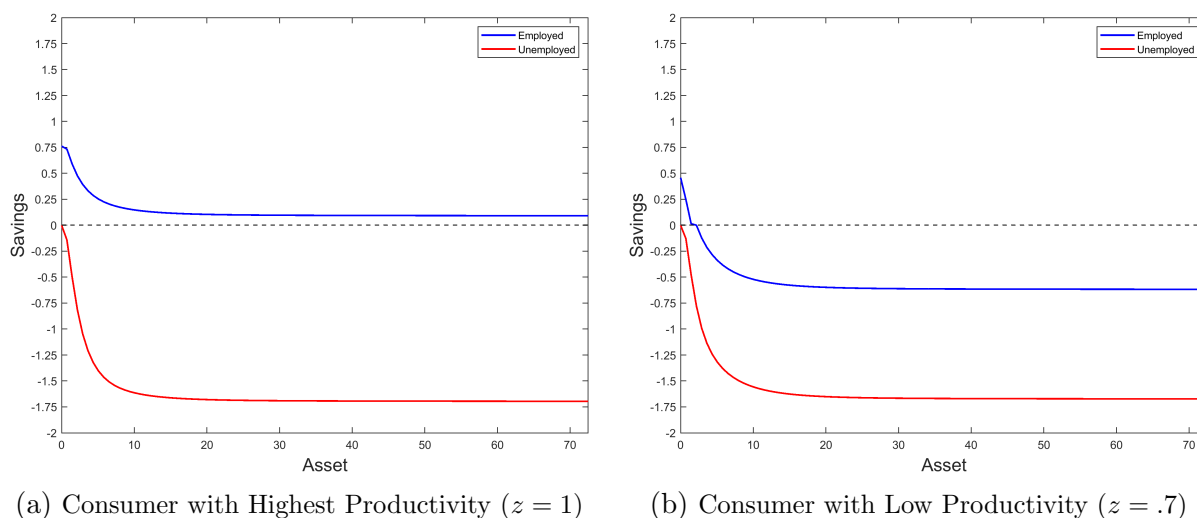 2
1.75
1.5
1.25
1
0.75
0.5
0.25
0
-0.25
-0.5
-0.75
-1
-1.25
-1.5
-1.75
-2
Savings
0 10 20 30 40 50 60 70
Asset
Employed
Unemployed
(a) Consumer with Highest Productivity (z = 1)
2
1.75
1.5
1.25
1
0.75
0.5
0.25
0
-0.25
-0.5
-0.75
-1
-1.25
-1.5
-1.75
-2
Savings
0 10 20 30 40 50 60 70
Asset
Employed
Unemployed
(b) Consumer with Low Productivity (z = .7)